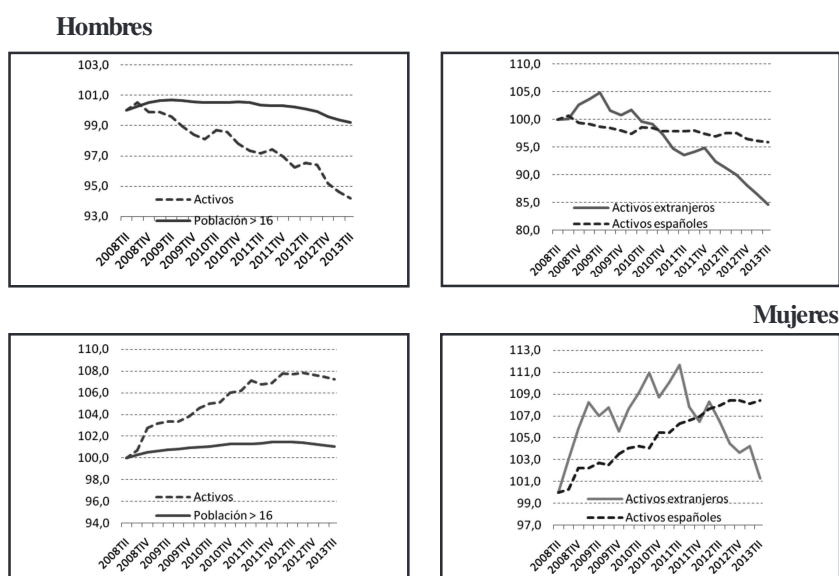 Hombres
103,0
101,0
99,0
97,0
95,0
93,0
Activos
Población > 16
2008TII
2008TIV
2009TII
2009TIV
2010TII
2010TIV
2011TII
2011TIV
2012TII
2012TIV
2013TII
110,0
105,0
100,0
95,0
90,0
85,0
80,0
Activos extranjeros
Activos españoles
2008TII
2008TIV
2009TII
2009TIV
2010TII
2010TIV
2011TII
2011TIV
2012TII
2012TIV
2013TII
Mujeres
110,0
108,0
106,0
104,0
102,0
100,0
98,0
96,0
94,0
Activos
Población > 16
2008TII
2008TIV
2009TII
2009TIV
2010TII
2010TIV
2011TII
2011TIV
2012TII
2012TIV
2013TII
113,0
111,0
109,0
107,0
105,0
103,0
101,0
99,0
97,0
Activos extranjeros
Activos españoles
2008TII
2008TIV
2009TII
2009TIV
2010TII
2010TIV
2011TII
2011TIV
2012TII
2012TIV
2013TII